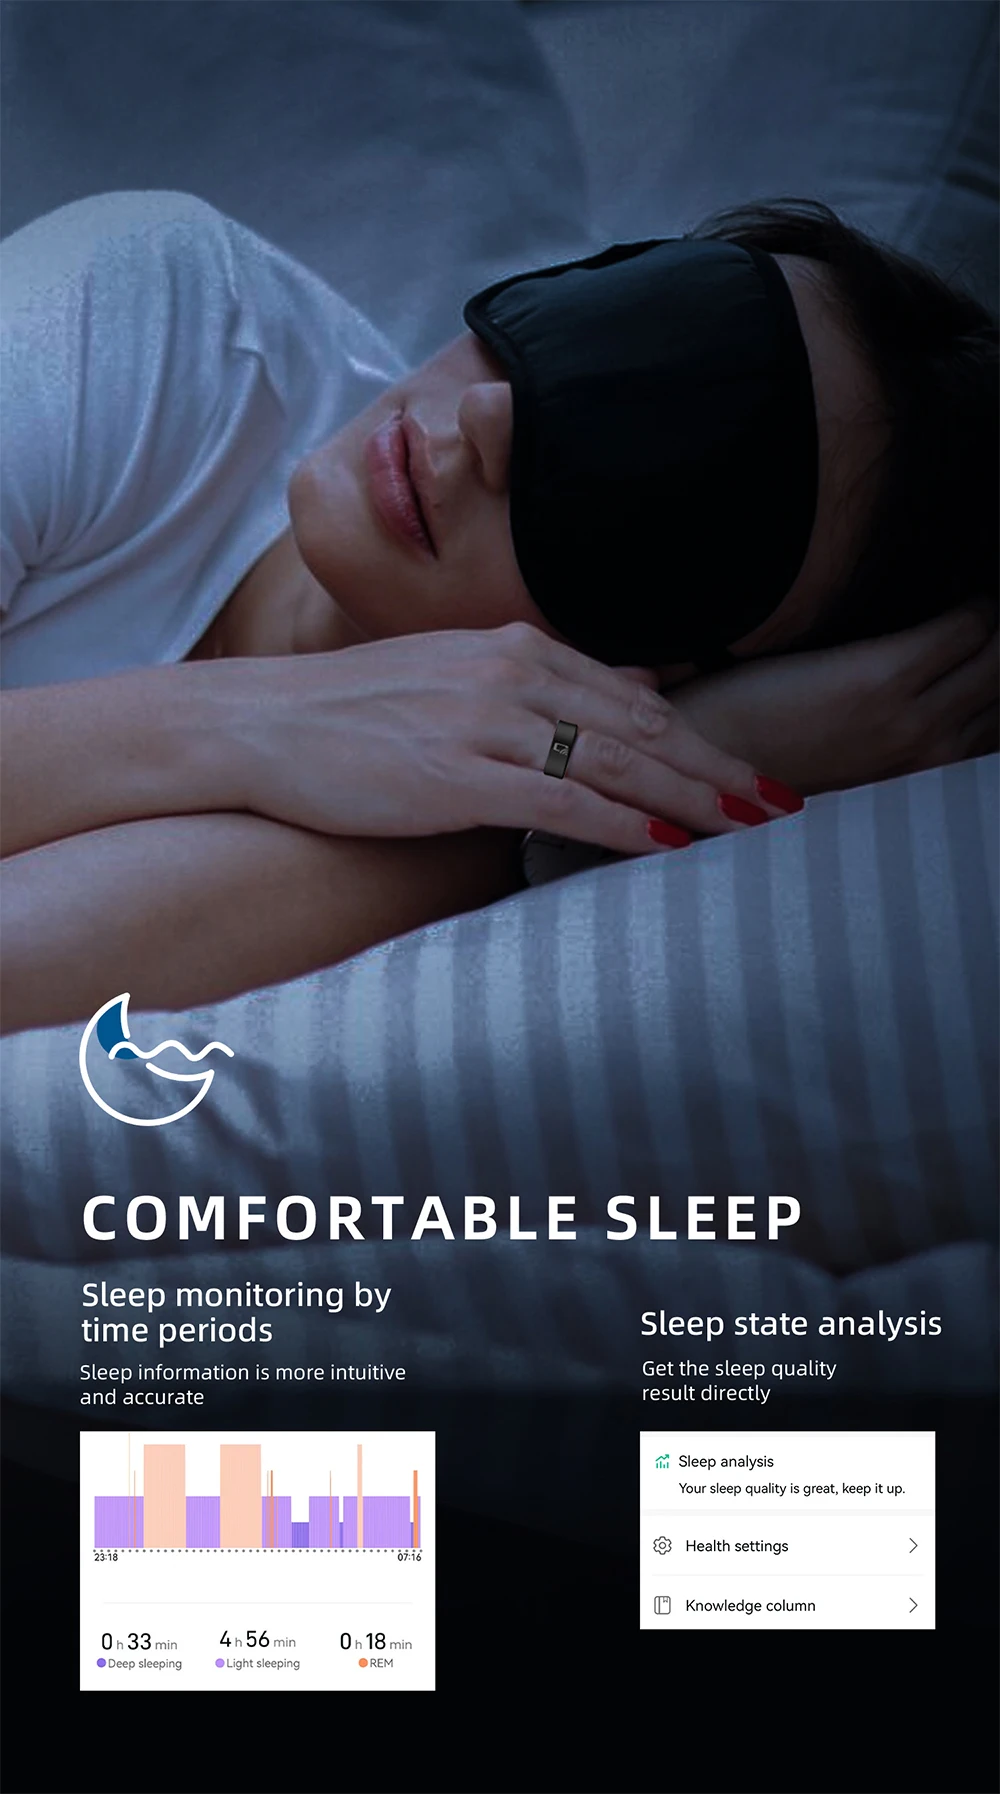 COMFORTABLE SLEEP
Sleep monitoring by
time periods
Sleep information is more intuitive
and accurate
23:18
07:16
0 h 33 min
4 h 56 min
0 h 18 min
Deep sleeping
Light sleeping
REM
Sleep state analysis
Get the sleep quality
result directly
Sleep analysis
Your sleep quality is great, keep it up.
Health settings
Knowledge column